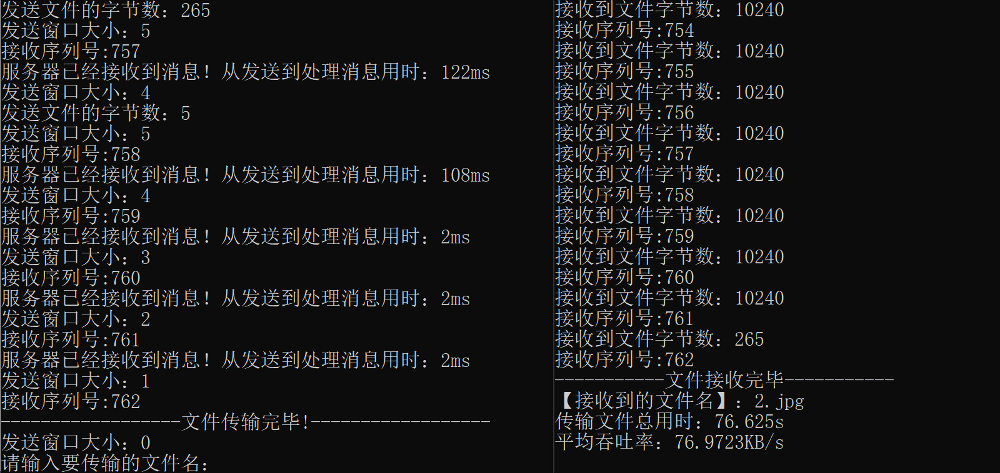 发送文件的字节数：265
发送窗口大小：5
接收序列号:757
服务器已经接收到消息！从发送到处理消息用时：122ms
发送窗口大小：4
发送文件的字节数：5
发送窗口大小：5
接收序列号:758
服务器已经接收到消息！从发送到处理消息用时：108ms
发送窗口大小：4
接收序列号:759
服务器已经接收到消息！从发送到处理消息用时：2ms
发送窗口大小：3
接收序列号:760
服务器已经接收到消息！从发送到处理消息用时：2ms
发送窗口大小：2
接收序列号:761
服务器已经接收到消息！从发送到处理消息用时：2ms
发送窗口大小：1
接收序列号:762
------------------文件传输完毕!------------------
发送窗口大小：0
请输入要传输的文件名：
接收到文件字节数：10240
接收序列号:754
接收到文件字节数：10240
接收序列号:755
接收到文件字节数：10240
接收序列号:756
接收到文件字节数：10240
接收序列号:757
接收到文件字节数：10240
接收序列号:758
接收到文件字节数：10240
接收序列号:759
接收到文件字节数：10240
接收序列号:760
接收到文件字节数：10240
接收序列号:761
接收到文件字节数：265
接收序列号:762
-----------文件接收完毕-----------
【接收到的文件名】：2.jpg
传输文件总用时：76.625s
平均吞吐率：76.9723KB/s